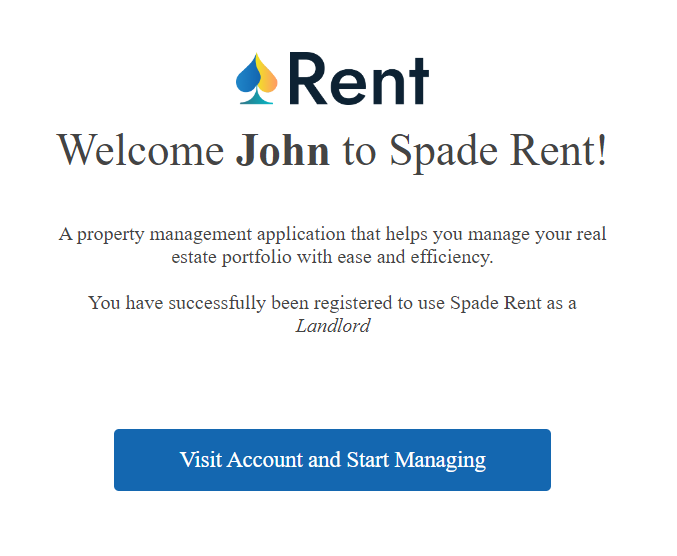 Rent
Welcome John to Spade Rent!
A property management application that helps you manage your real
estate portfolio with ease and efficiency.
You have successfully been registered to use Spade Rent as a
Landlord
Visit Account and Start Managing